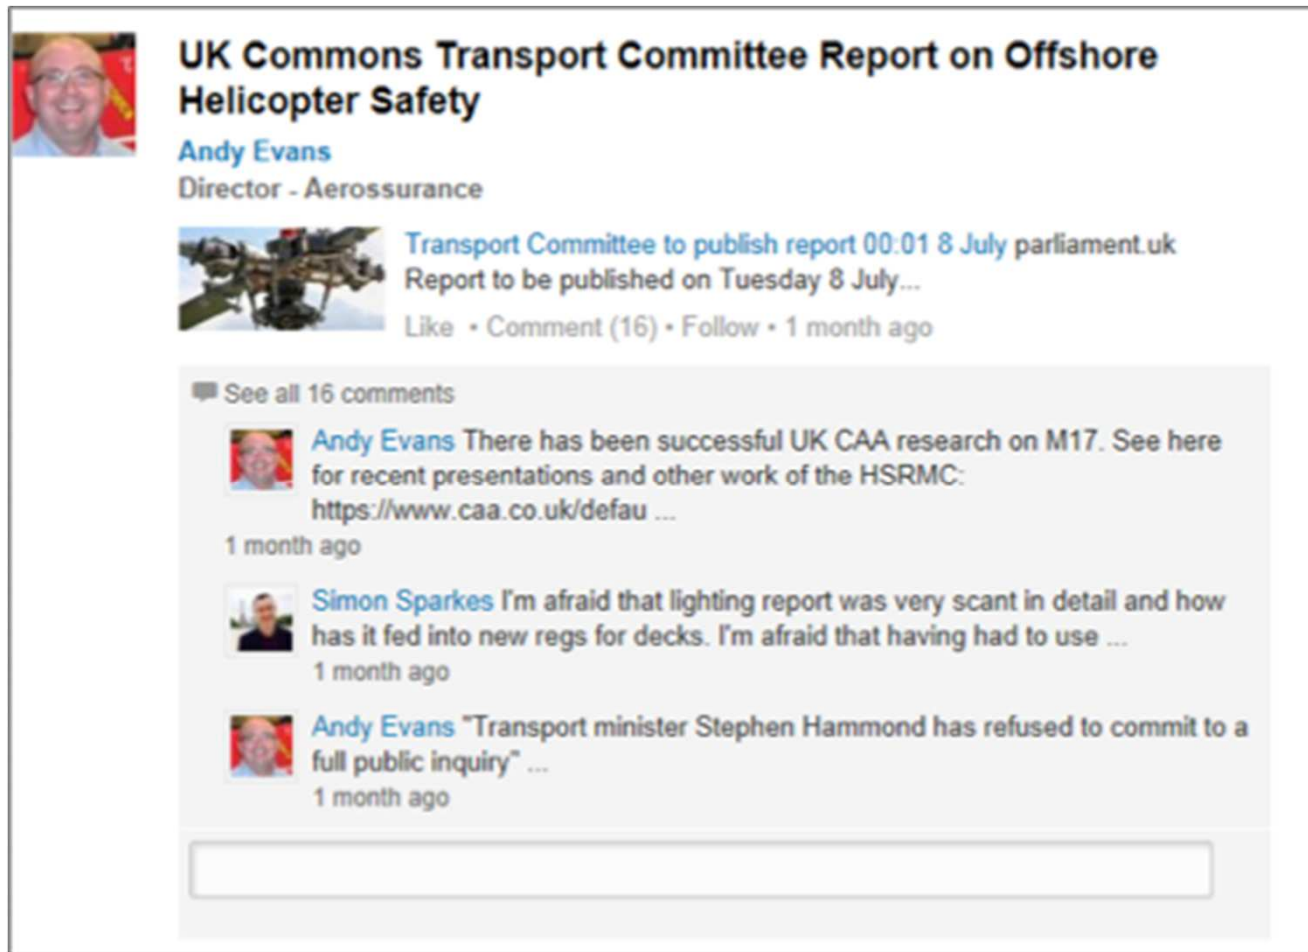 UK Commons Transport Committee Report on Offshore
Helicopter Safety
Andy Evans
Director - Aerossurance
Transport Committee to publish report 00:01 8 July parliament.uk
Report to be published on Tuesday 8 July...
Like • Comment (16) • Follow • 1 month ago
See all 16 comments
Andy Evans There has been successful UK CAA research on M17. See here
for recent presentations and other work of the HSRMC:
https://www.caa.co.uk/defau ...
1 month ago
Simon Sparkes I'm afraid that lighting report was very scant in detail and how
has it fed into new regs for decks. I'm afraid that having had to use ...
1 month ago
Andy Evans "Transport minister Stephen Hammond has refused to commit to a
full public inquiry" ...
1 month ago